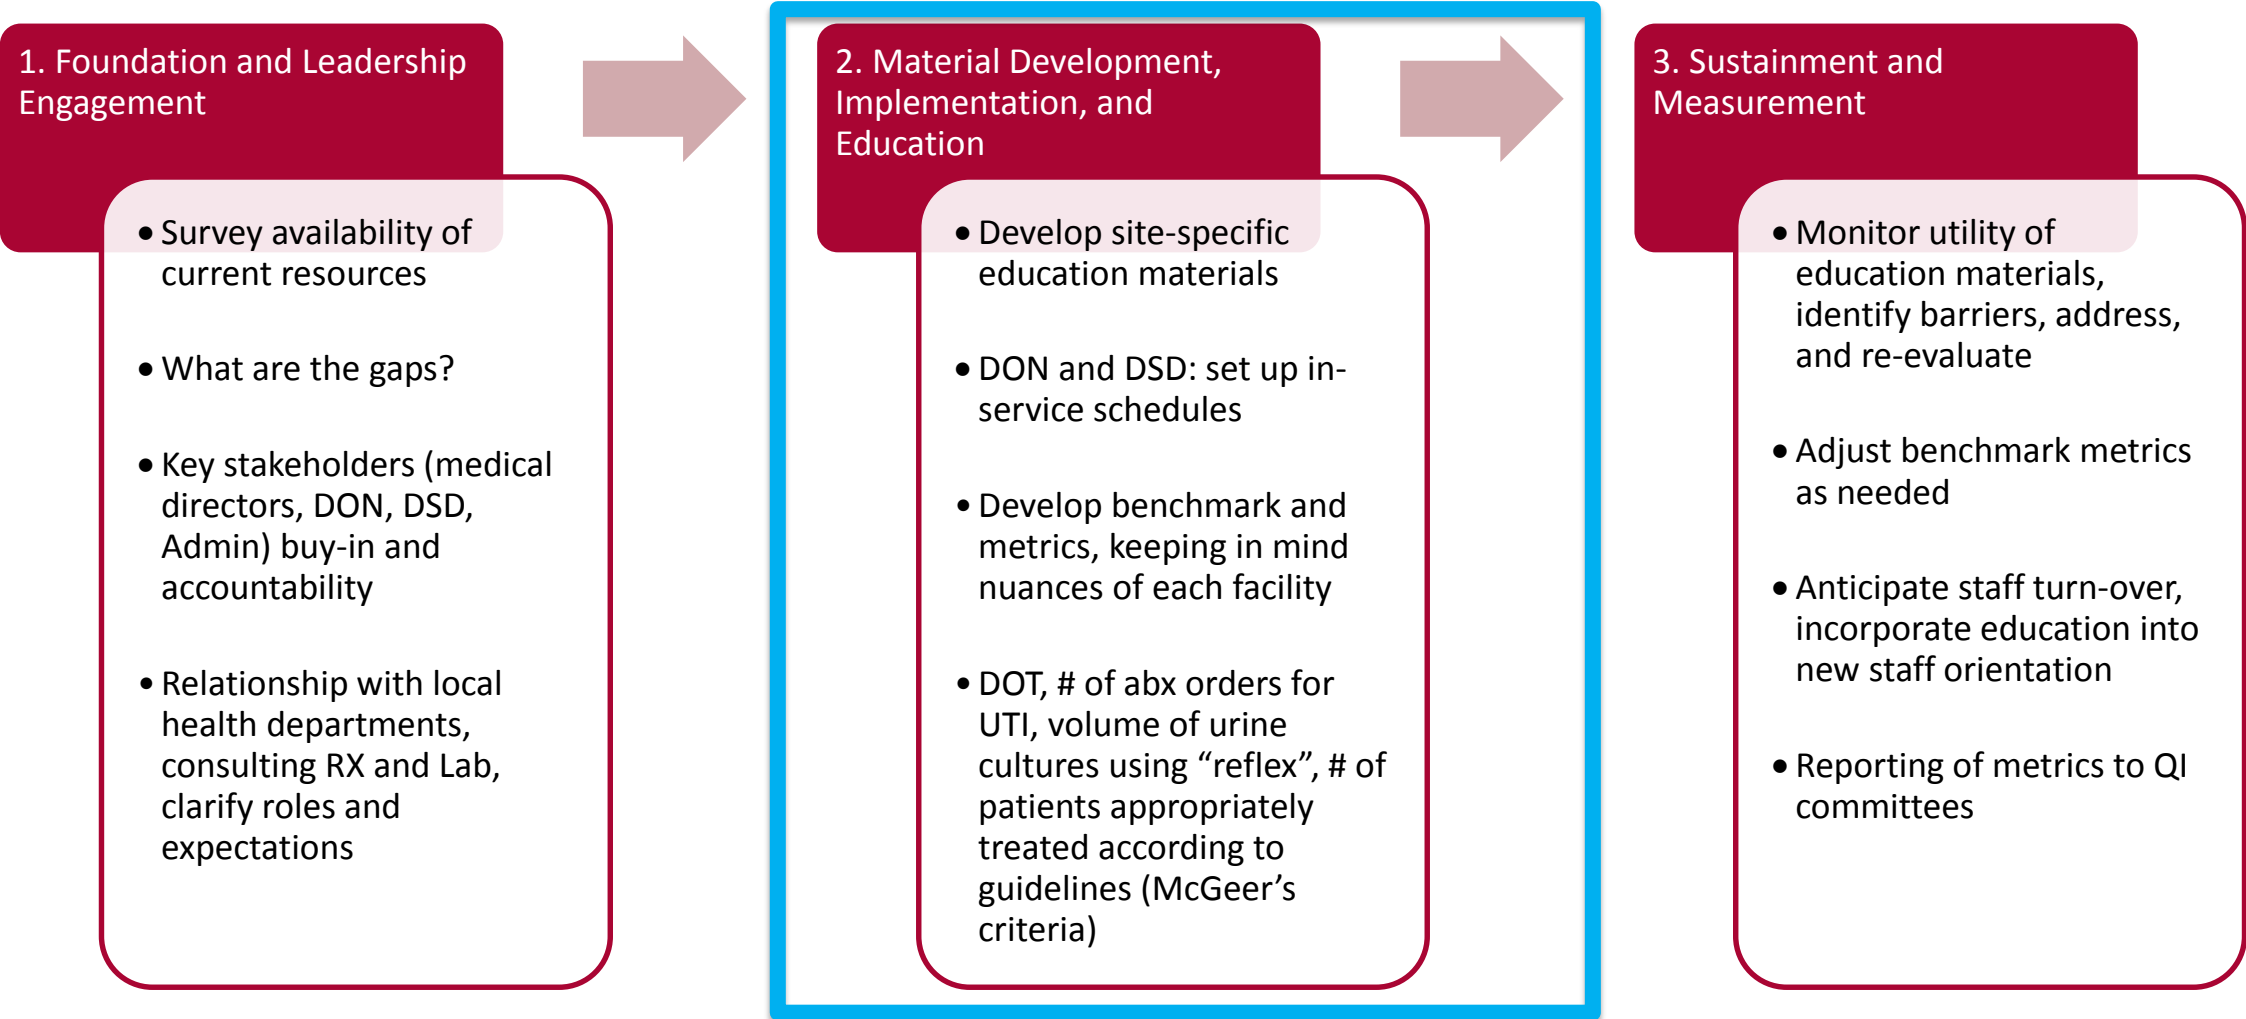 1. Foundation and Leadership
Engagement
• Survey availability of
current resources
• What are the gaps?
• Key stakeholders (medical
directors, DON, DSD,
Admin) buy-in and
accountability
• Relationship with local
health departments,
consulting RX and Lab,
clarify roles and
expectations
2. Material Development,
Implementation, and
Education
• Develop site-specific
education materials
• DON and DSD: set up in-
service schedules
• Develop benchmark and
metrics, keeping in mind
nuances of each facility
• DOT, # of abx orders for
UTI, volume of urine
cultures using “reflex”, # of
patients appropriately
treated according to
guidelines (McGeer’s
criteria)
3. Sustainment and
Measurement
• Monitor utility of
education materials,
identify barriers, address,
and re-evaluate
• Adjust benchmark metrics
as needed
• Anticipate staff turn-over,
incorporate education into
new staff orientation
• Reporting of metrics to QI
committees